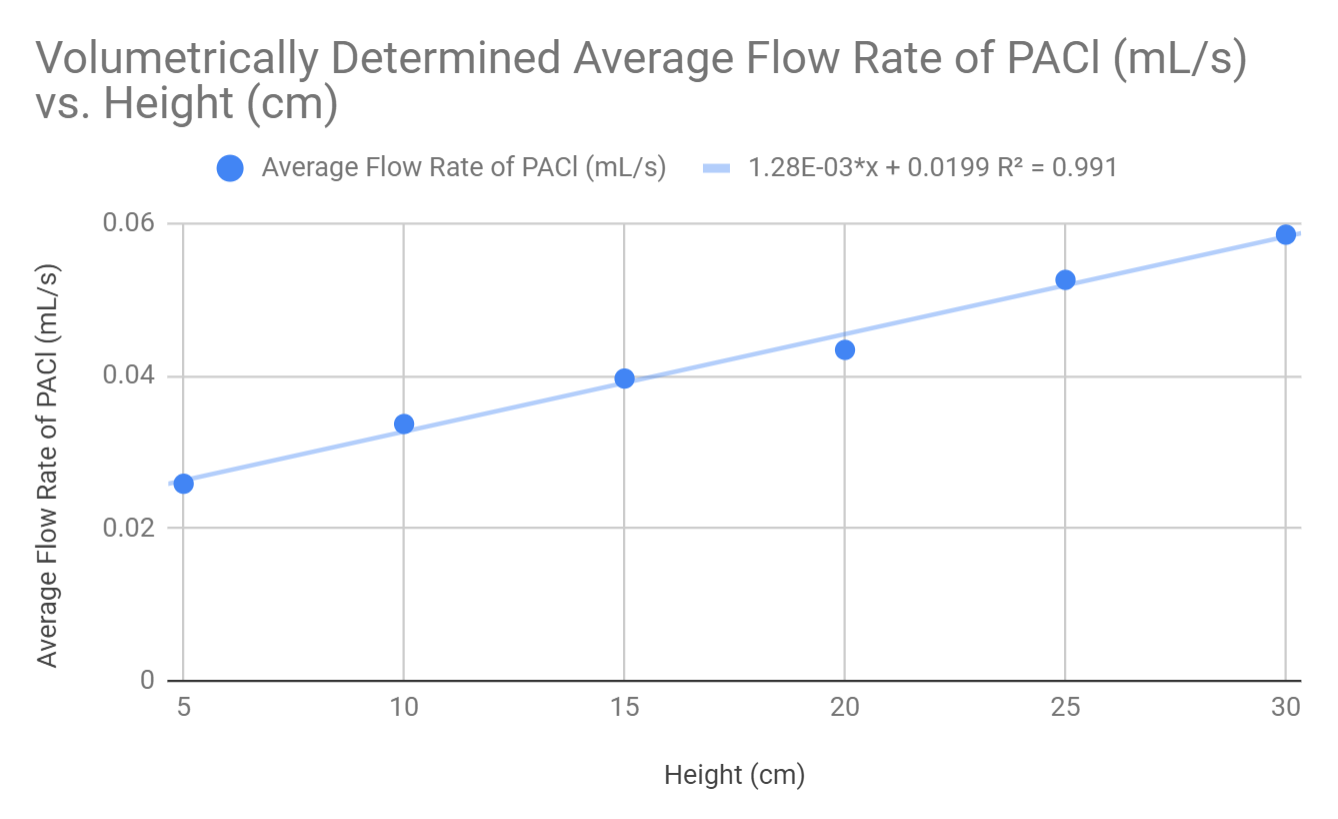 Volumetrically Determined Average Flow Rate of PACl (mL/s)
vs. Height (cm)
Average Flow Rate of PACl (mL/s) 1.28E-03*x + 0.0199 R² = 0.991
Average Flow Rate of PACl (mL/s)
0.06
0.04
0.02
0
5 10 15 20 25 30
Height (cm)